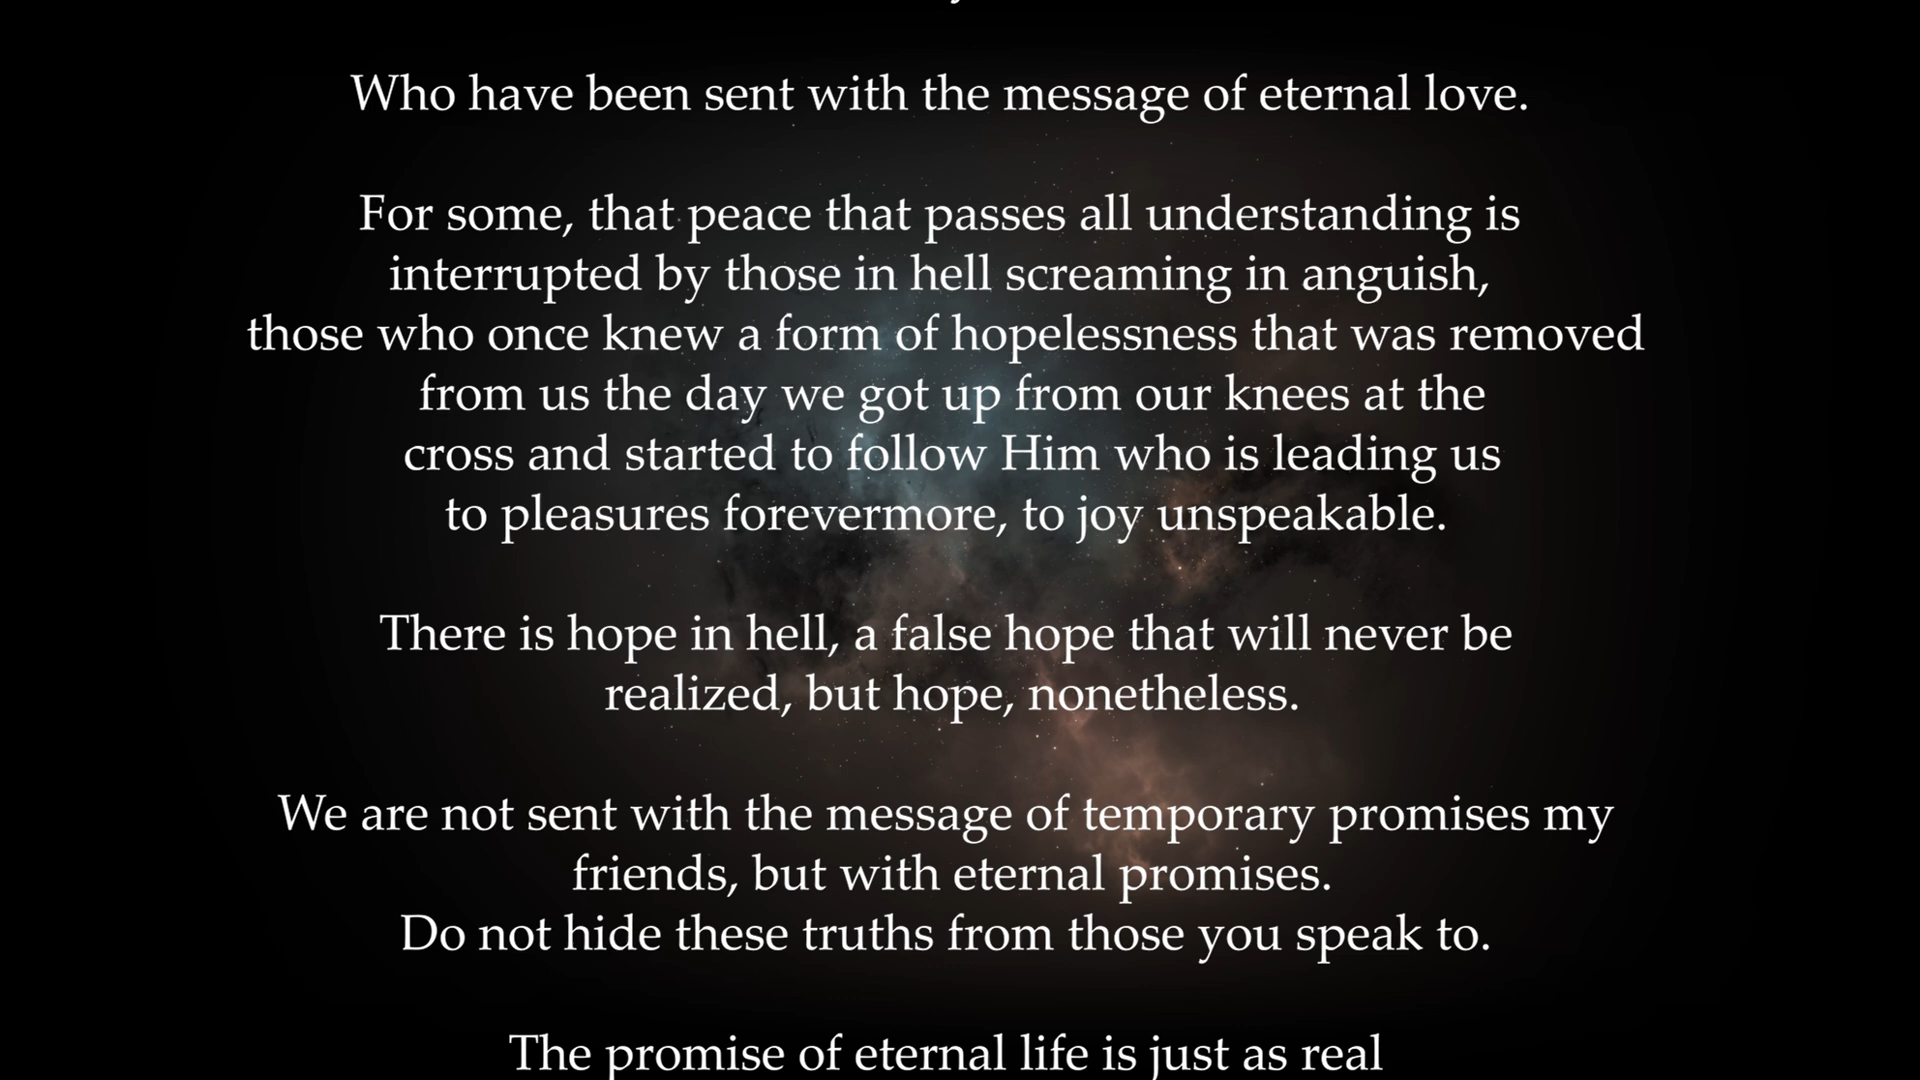 Who have been sent with the message of eternal love.
For some, that peace that passes all understanding is
interrupted by those in hell screaming in anguish,
those who once knew a form of hopelessness that was removed
from us the day we got up from our knees at the
cross and started to follow Him who is leading us
to pleasures forevermore, to joy unspeakable.
There is hope in hell, a false hope that will never be
realized, but hope, nonetheless.
We are not sent with the message of temporary promises my
friends, but with eternal promises.
Do not hide these truths from those you speak to.
The promise of eternal life is just as real